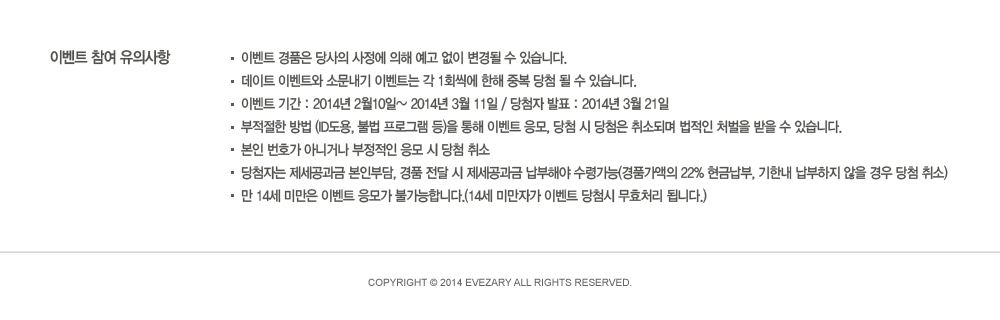 이벤트 참여 유의사항
▪ 이벤트 경품은 당사의 사정에 의해 예고 없이 변경될 수 있습니다.
▪ 데이트 이벤트와 소문내기 이벤트는 각 1회씩에 한해 중복 당첨 될 수 있습니다.
▪ 이벤트 기간 : 2014년 2월10일~ 2014년 3월 11일 / 당첨자 발표 : 2014년 3월 21일
▪ 부적절한 방법 (ID도용, 불법 프로그램 등)을 통해 이벤트 응모, 당첨 시 당첨은 취소되며 법적인 처벌을 받을 수 있습니다.
▪ 본인 번호가 아니거나 부정적인 응모 시 당첨 취소
▪ 당첨자는 제세공과금 본인부담, 경품 전달 시 제세공과금 납부해야 수령가능(경품가액의 22% 현금납부, 기한내 납부하지 않을 경우 당첨 취소)
▪ 만 14세 미만은 이벤트 응모가 불가능합니다.(14세 미만자가 이벤트 당첨시 무효처리 됩니다.)
COPYRIGHT © 2014 EVEZARY ALL RIGHTS RESERVED.